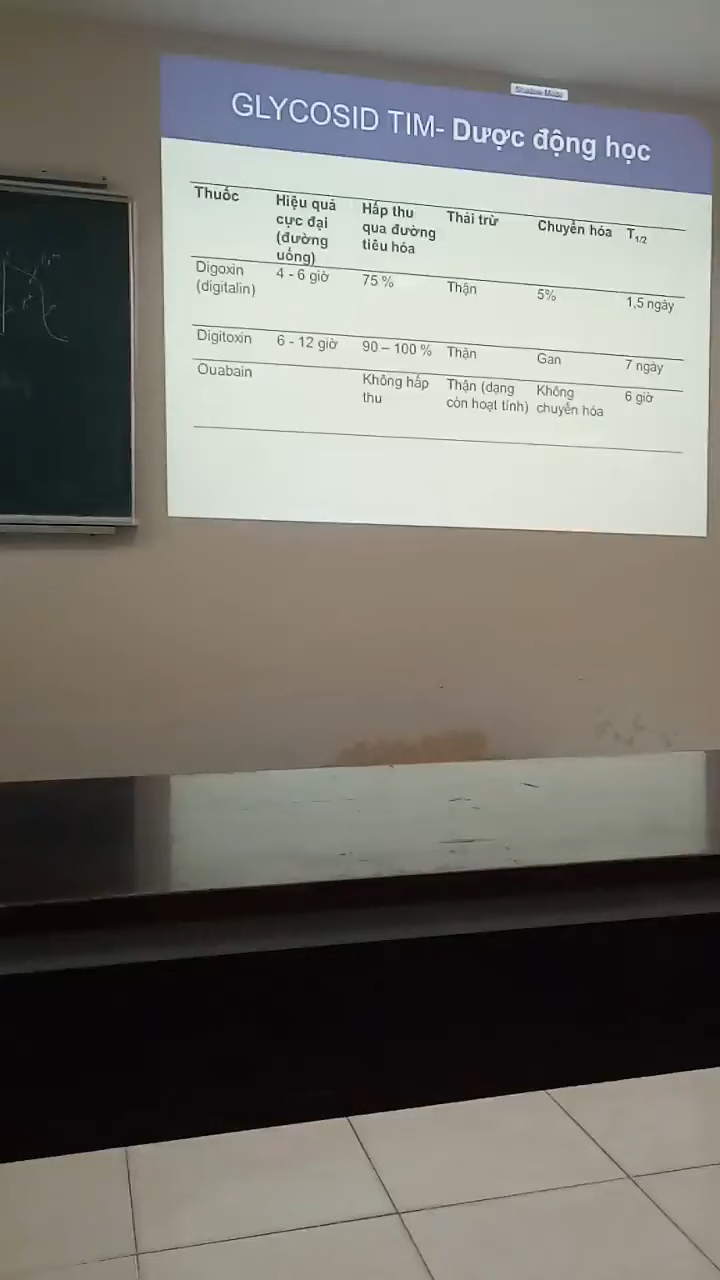 Shadow Mode
GLYCOSID TIM- Dược động học
Thuốc Hiệu quả cực đại (đường uống) Hấp thu qua đường tiêu hóa Thải trừ Chuyển hóa T1/2
Digoxin (digitalin) 4 - 6 giờ 75 % Thận 5% 1,5 ngày
Digitoxin 6 - 12 giờ 90 – 100 % Thận Gan 7 ngày
Ouabain Không hấp thu Thận (dạng còn hoạt tính) Không chuyển hóa 6 giờ